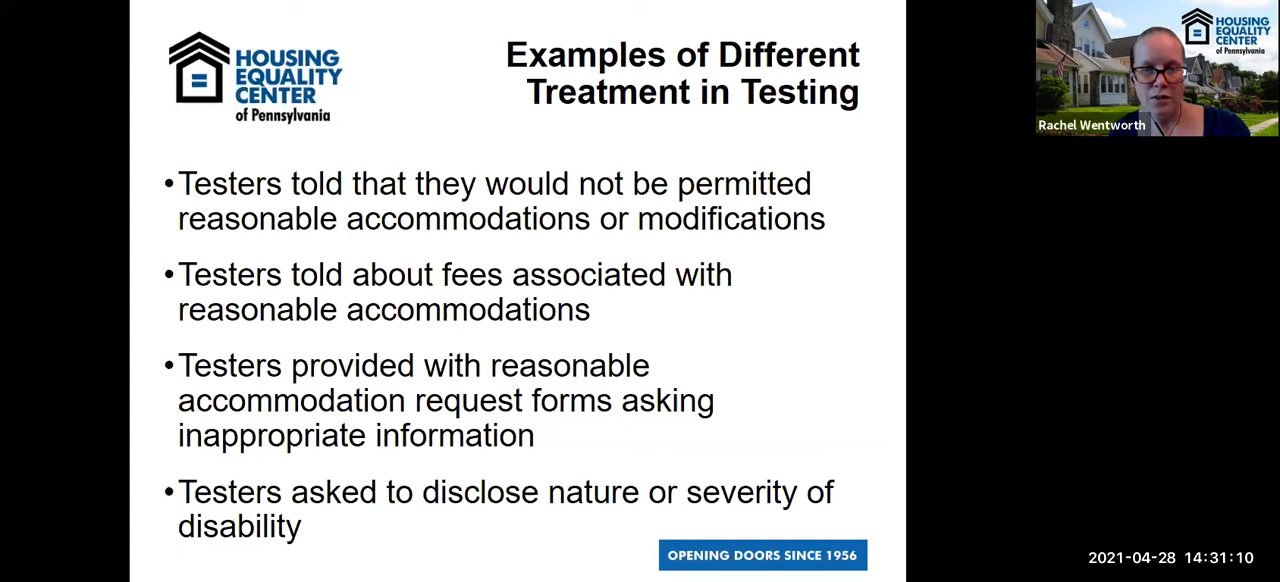 HOUSING
EQUALITY
CENTER
of Pennsylvania
Examples of Different
Treatment in Testing
•Testers told that they would not be permitted
reasonable accommodations or modifications
•Testers told about fees associated with
reasonable accommodations
•Testers provided with reasonable
accommodation request forms asking
inappropriate information
•Testers asked to disclose nature or severity of
disability
OPENING DOORS SINCE 1956
HOUSING
EQUALITY
CENTER
of Pennsylvania
Rachel Wentworth
2021-04-28 14:31:10